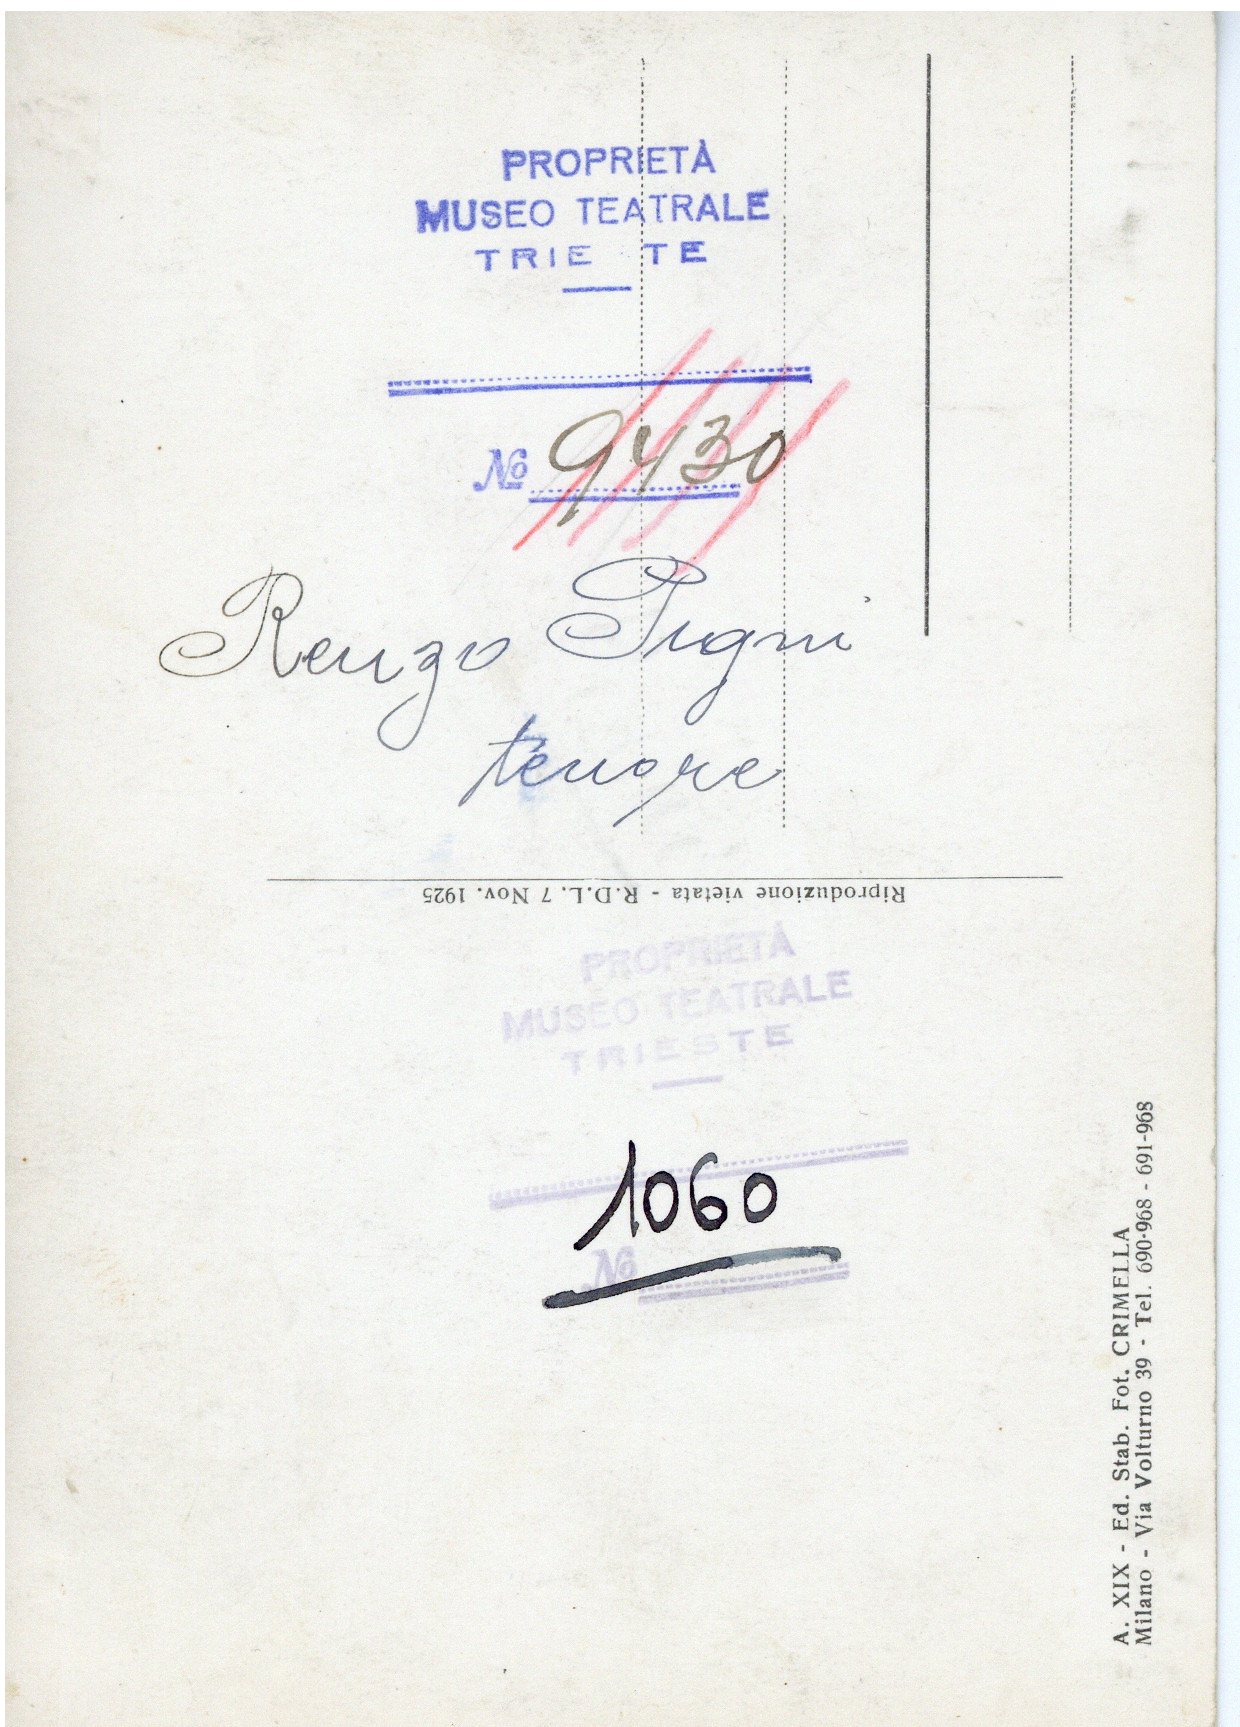 PROPRIETÀ
MUSEO TEATRALE
TRIE TE
No 9430
Renzo Pigni
tenore
Riproduzione vietata - R.D.L. 7 Nov. 1925
PROPRIETÀ
MUSEO TEATRALE
TRIESTE
1060
No
A. XIX - Ed. Stab. Fot. CRIMELLA
Milano - Via Volturno 39 - Tel. 690-968 - 691-968